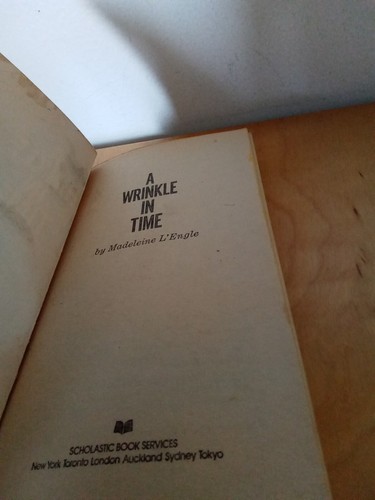 A
WRINKLE
IN
TIME
by Madeleine L'Engle
SCHOLASTIC BOOK SERVICES
New York Toronto London Auckland Sydney Tokyo